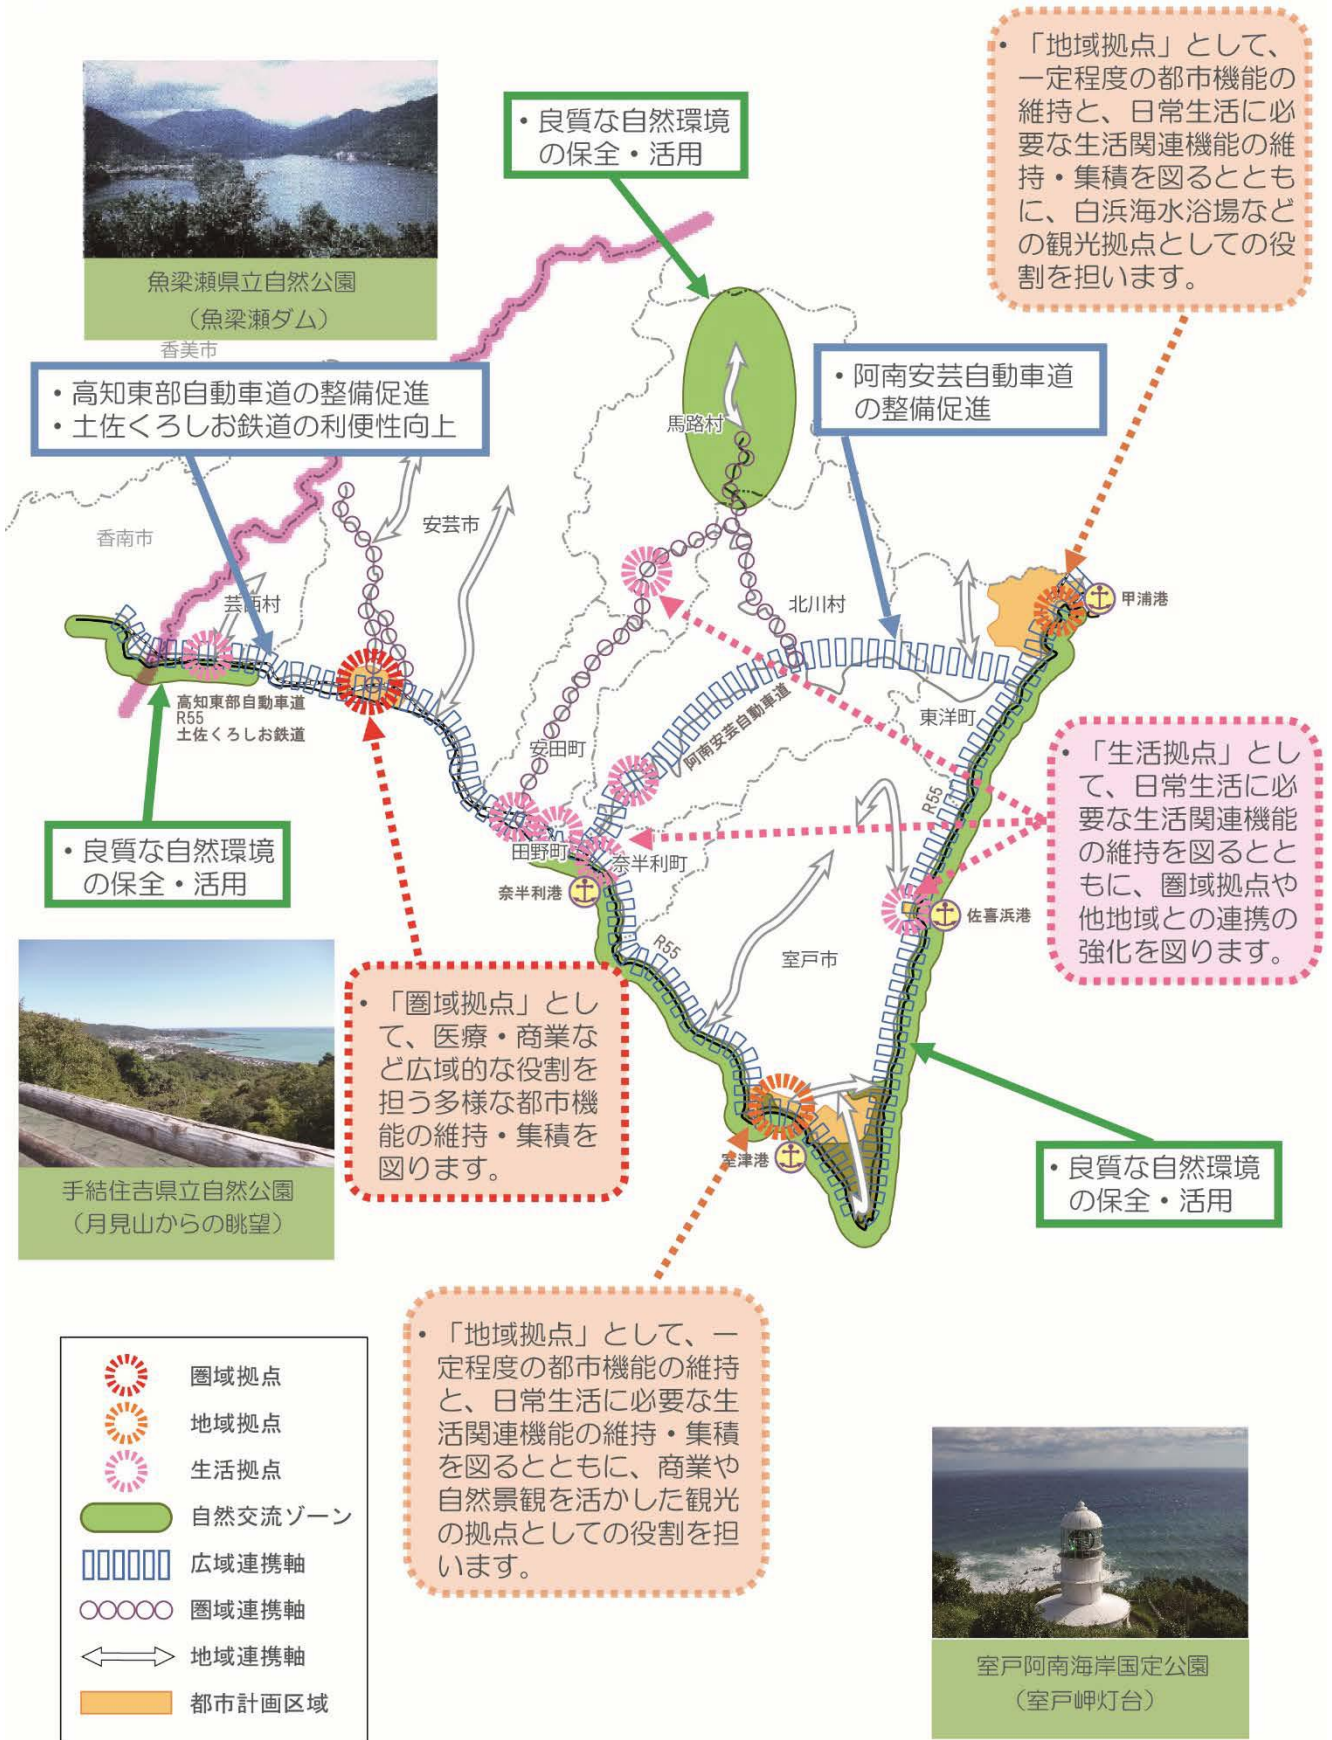 ・「地域拠点」として、
一定程度の都市機能の
維持と、日常生活に必
要な生活関連機能の維
持・集積を図るととも
に、白浜海水浴場など
の観光拠点としての役
割を担います。
・良質な自然環境
の保全・活用
魚梁瀬県立自然公園
（魚梁瀬ダム）
香美市
・高知東部自動車道の整備促進
・土佐くろしお鉄道の利便性向上
・阿南安芸自動車道
の整備促進
馬路村
安芸市
香南市
芸西村
北川村
甲浦港
高知東部自動車道
R55
土佐くろしお鉄道
東洋町
安田町
阿南安芸自動車道
R55
・「生活拠点」とし
て、日常生活に必
要な生活関連機能
の維持を図るとと
もに、圏域拠点や
他地域との連携の
強化を図ります。
・良質な自然環境
の保全・活用
田野町
奈半利町
奈半利港
佐喜浜港
R55
室戸市
・「圏域拠点」とし
て、医療・商業な
ど広域的な役割を
担う多様な都市機
能の維持・集積を
図ります。
室津港
・良質な自然環境
の保全・活用
手結住吉県立自然公園
（月見山からの眺望）
・「地域拠点」として、一
定程度の都市機能の維持
と、日常生活に必要な生
活関連機能の維持・集積
を図るとともに、商業や
自然景観を活かした観光
の拠点としての役割を担
います。
圏域拠点
地域拠点
生活拠点
自然交流ゾーン
広域連携軸
圏域連携軸
地域連携軸
都市計画区域
室戸阿南海岸国定公園
（室戸岬灯台）